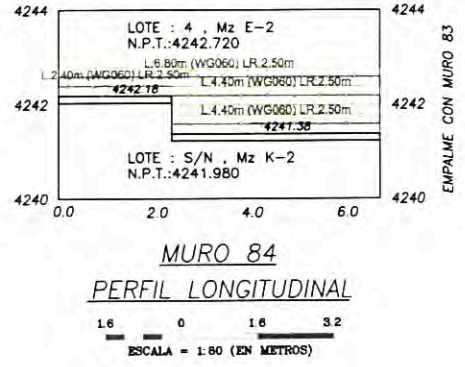 4244
4244
LOTE : 4 , Mz E-2
N.P.T.:4242.720
L.6.80m (WG060) LR:2.50m
L.2.40m (WG060) LR:2.50m
L.4.40m (WG060) LR:2.50m
4242.18
4242
4242
L.4.40m (WG060) LR:2.50m
4241.38
LOTE : S/N , Mz K-2
N.P.T.:4241.980
4240
4240
EMPALME CON MURO 83
0.0 2.0 4.0 6.0
MURO 84
PERFIL LONGITUDINAL
1.6 0 1.6 3.2
ESCALA = 1:80 (EN METROS)